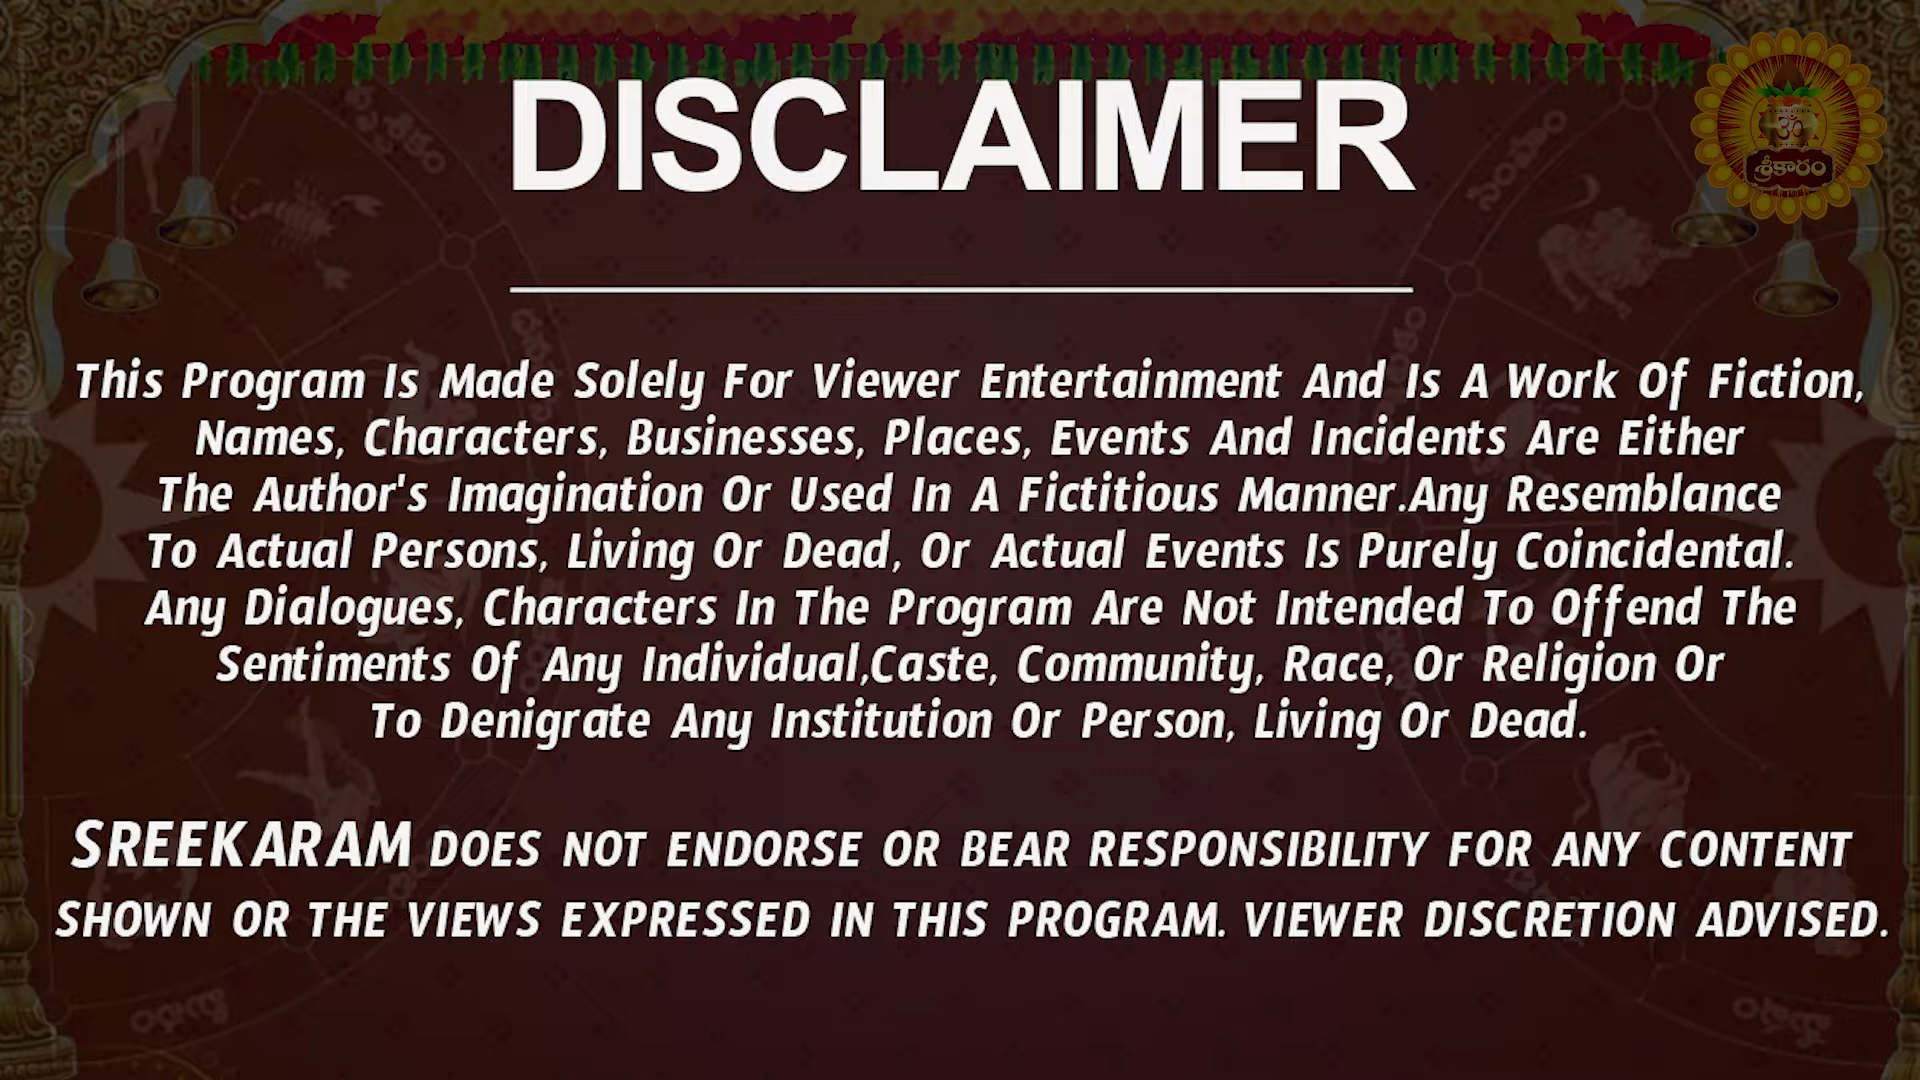 DISCLAIMER
శ్రీకారం
This Program Is Made Solely For Viewer Entertainment And Is A Work Of Fiction,
Names, Characters, Businesses, Places, Events And Incidents Are Either
The Author's Imagination Or Used In A Fictitious Manner.Any Resemblance
To Actual Persons, Living Or Dead, Or Actual Events Is Purely Coincidental.
Any Dialogues, Characters In The Program Are Not Intended To Offend The
Sentiments Of Any Individual,Caste, Community, Race, Or Religion Or
To Denigrate Any Institution Or Person, Living Or Dead.
SREEKARAM DOES NOT ENDORSE OR BEAR RESPONSIBILITY FOR ANY CONTENT
SHOWN OR THE VIEWS EXPRESSED IN THIS PROGRAM. VIEWER DISCRETION ADVISED.